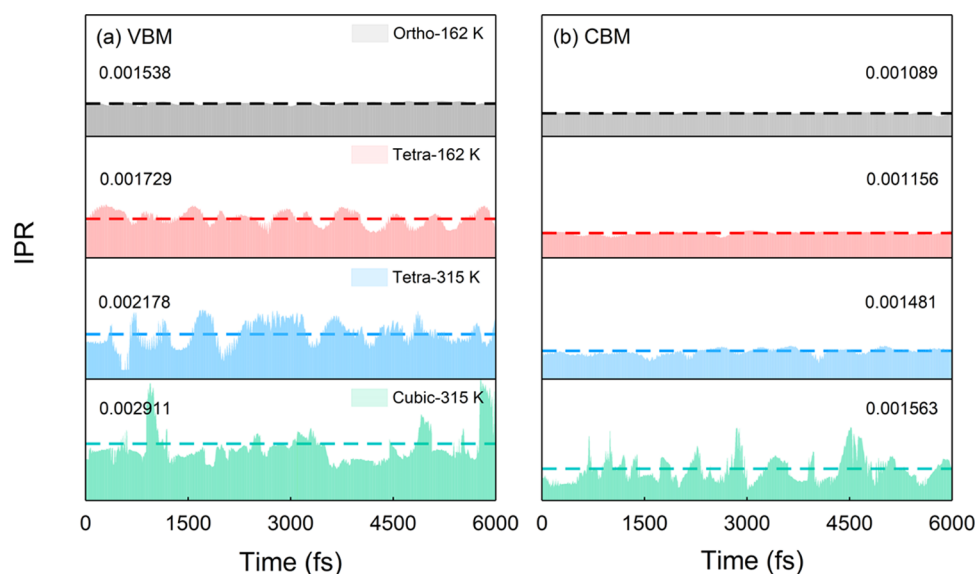 (a) VBM
Ortho-162 K
0.001538
Tetra-162 K
0.001729
Tetra-315 K
0.002178
Cubic-315 K
0.002911
0
1500
3000
4500
6000
Time (fs)
IPR
(b) CBM
0.001089
0.001156
0.001481
0.001563
0
1500
3000
4500
6000
Time (fs)